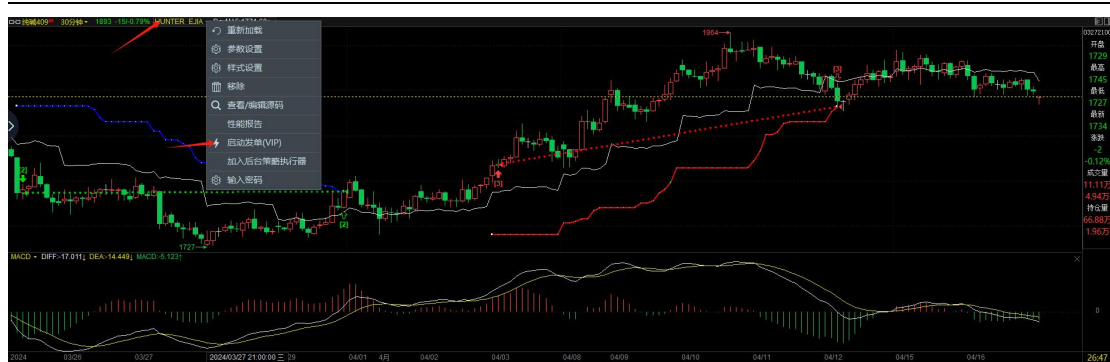 纯碱409 30分钟 1893 -15/-0.79% HUNTER EJIA
重新加载
参数设置
样式设置
移除
查看/编辑源码
性能报告
启动发单(VIP)
加入后台策略执行器
输入密码
1964
[3]
[2]
[3]
[2]
1727
03272100
开盘
1729
最高
1745
最低
1727
最新
1734
涨跌
-2
-0.12%
成交量
11.11万
4.94万
持仓量
66.88万
1.96万
MACD DIFF:-17.011↓ DEA:-14.449↓ MACD:-5.123↑
0
2024 03/26 03/27 2024/03/27 21:00:00 三 29 04/01 4月 04/02 04/03 04/08 04/09 04/10 04/11 04/12 04/15 04/16 26:47